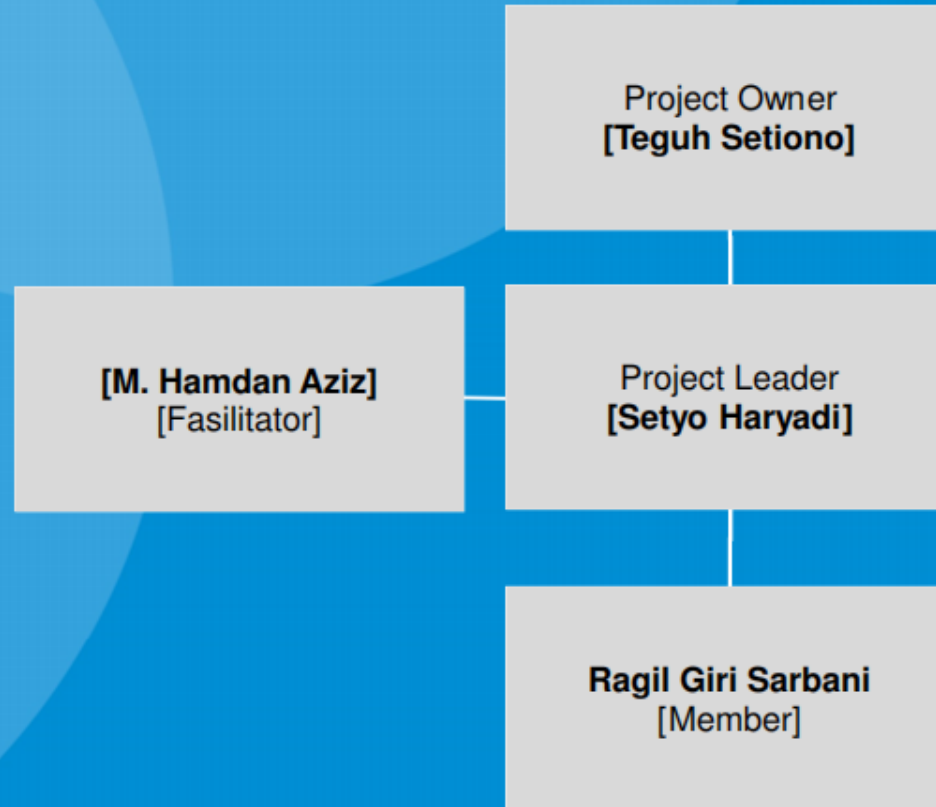 Project Owner
[Teguh Setiono]
[M. Hamdan Aziz]
[Fasilitator]
Project Leader
[Setyo Haryadi]
Ragil Giri Sarbani
[Member]